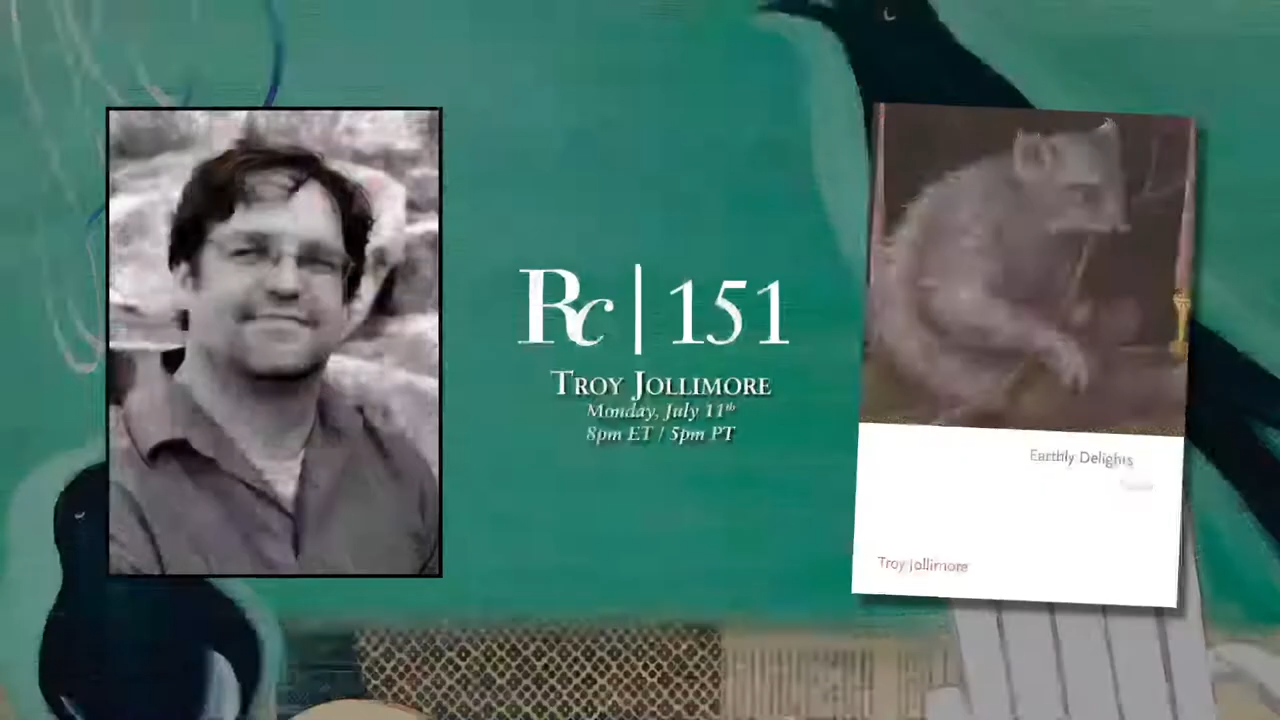 Rc | 151
Troy Jollimore
Monday, July 11th
8pm ET / 5pm PT
Earthly Delights
Troy Jollimore